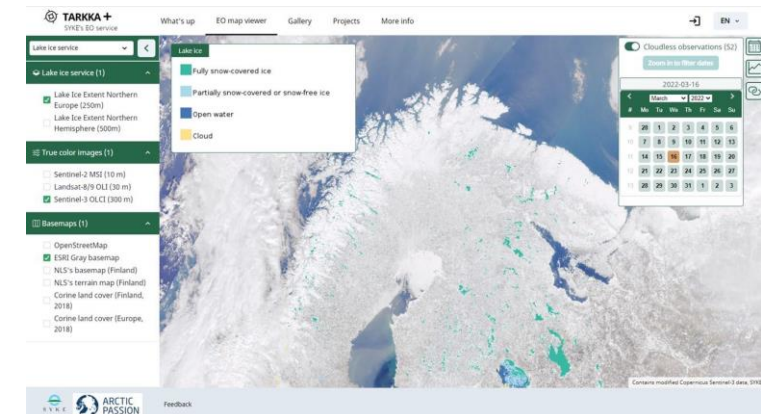 TARKKA +
SYKE's EO service
What's up
EO map viewer
Gallery
Projects
More info
EN
Lake ice service
Lake ice service (1)
Lake Ice Extent Northern
Europe (250m)
Lake Ice Extent Northern
Hemisphere (500m)
True color images (1)
Sentinel-2 MSI (10 m)
Landsat-8/9 OLI (30 m)
Sentinel-3 OLCI (300 m)
Basemaps (1)
OpenStreetMap
ESRI Gray basemap
NLS's basemap (Finland)
NLS's terrain map (Finland)
Corine land cover (Finland,
2018)
Corine land cover (Europe,
2018)
Lake ice
Fully snow-covered ice
Partially snow-covered or snow-free ice
Open water
Cloud
Cloudless observations (52)
Zoom in to filter dates
2022-03-16
March 2022
# Mo Tu We Th Fr Sa Su
9 28 1 2 3 4 5 6
10 7 8 9 10 11 12 13
11 14 15 16 17 18 19 20
12 21 22 23 24 25 26 27
13 28 29 30 31 1 2 3
Contains modified Copernicus Sentinel-3 data, SYKE
SYKE
ARCTIC
PASSION
Feedback